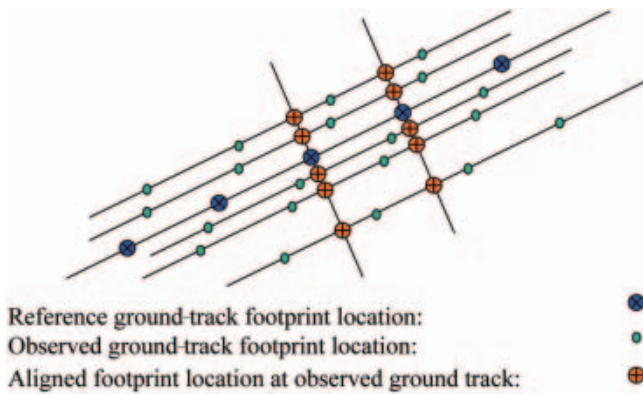 Reference ground-track footprint location:
Observed ground-track footprint location:
Aligned footprint location at observed ground track: